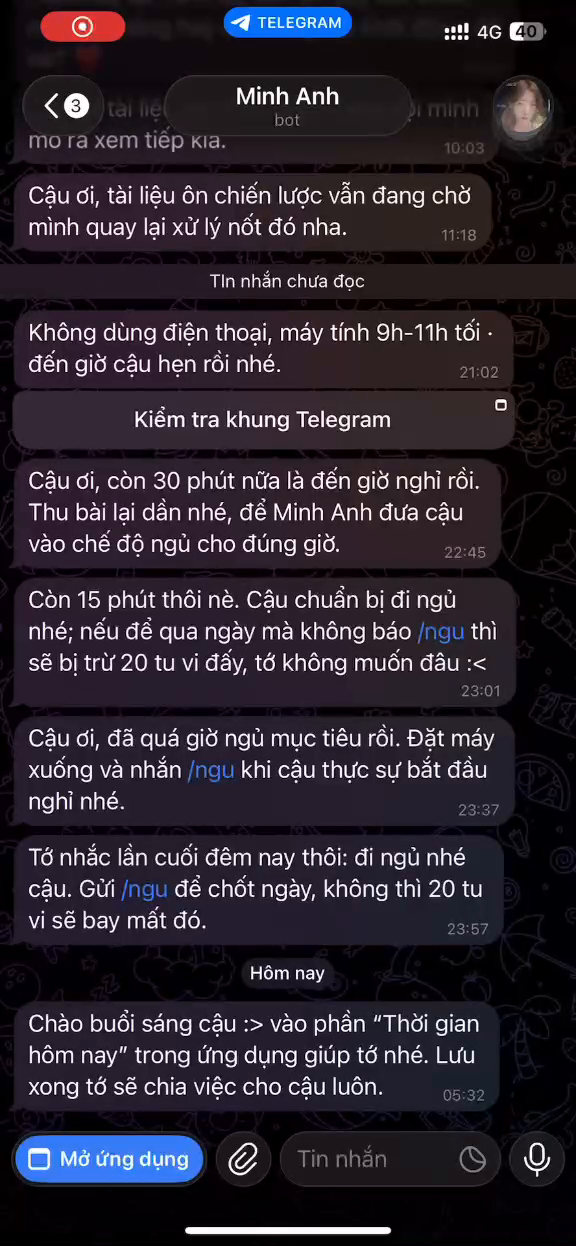 TELEGRAM
4G 40
3
Minh Anh
bot
tài liệ
mình
mở ra xem tiếp kìa.
10:03
Cậu ơi, tài liệu ôn chiến lược vẫn đang chờ
mình quay lại xử lý nốt đó nha.
11:18
TIn nhắn chưa đọc
Không dùng điện thoại, máy tính 9h-11h tối ·
đến giờ cậu hẹn rồi nhé.
21:02
Kiểm tra khung Telegram
Cậu ơi, còn 30 phút nữa là đến giờ nghỉ rồi.
Thu bài lại dần nhé, để Minh Anh đưa cậu
vào chế độ ngủ cho đúng giờ.
22:45
Còn 15 phút thôi nè. Cậu chuẩn bị đi ngủ
nhé; nếu để qua ngày mà không báo /ngu thì
sẽ bị trừ 20 tu vi đấy, tớ không muốn đâu :<
23:01
Cậu ơi, đã quá giờ ngủ mục tiêu rồi. Đặt máy
xuống và nhắn /ngu khi cậu thực sự bắt đầu
nghỉ nhé.
23:37
Tớ nhắc lần cuối đêm nay thôi: đi ngủ nhé
cậu. Gửi /ngu để chốt ngày, không thì 20 tu
vi sẽ bay mất đó.
23:57
Hôm nay
Chào buổi sáng cậu :> vào phần “Thời gian
hôm nay” trong ứng dụng giúp tớ nhé. Lưu
xong tớ sẽ chia việc cho cậu luôn.
05:32
Mở ứng dụng
Tin nhắn